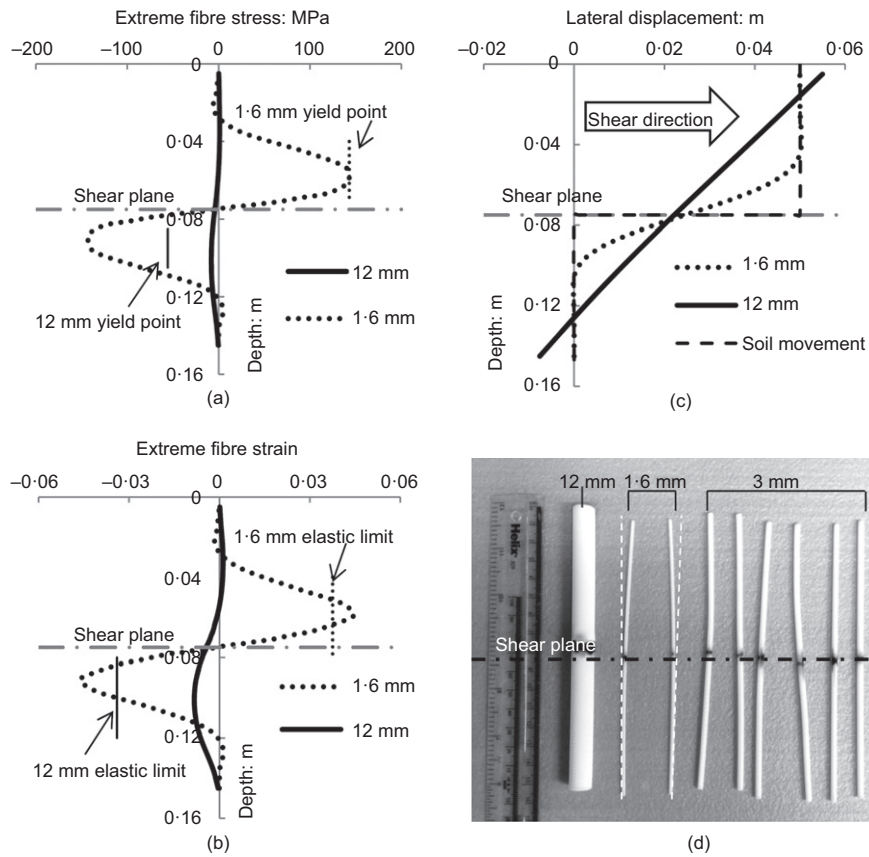 Extreme fibre stress: MPa
–200 –100 0 100 200
0
0·04
0·08
0·12
0·16
1·6 mm yield point
Shear plane
12 mm yield point
12 mm
1·6 mm
Depth: m
(a)
Lateral displacement: m
–0·02 0 0·02 0·04 0·06
0
0·04
0·08
0·12
0·16
Shear direction
Shear plane
1·6 mm
12 mm
Soil movement
Depth: m
(c)
Extreme fibre strain
–0·06 –0·03 0 0·03 0·06
0
0·04
0·08
0·12
0·16
1·6 mm elastic limit
Shear plane
1·6 mm
12 mm
12 mm elastic limit
Depth: m
(b)
12 mm 1·6 mm 3 mm
Helix
Shear plane
(d)